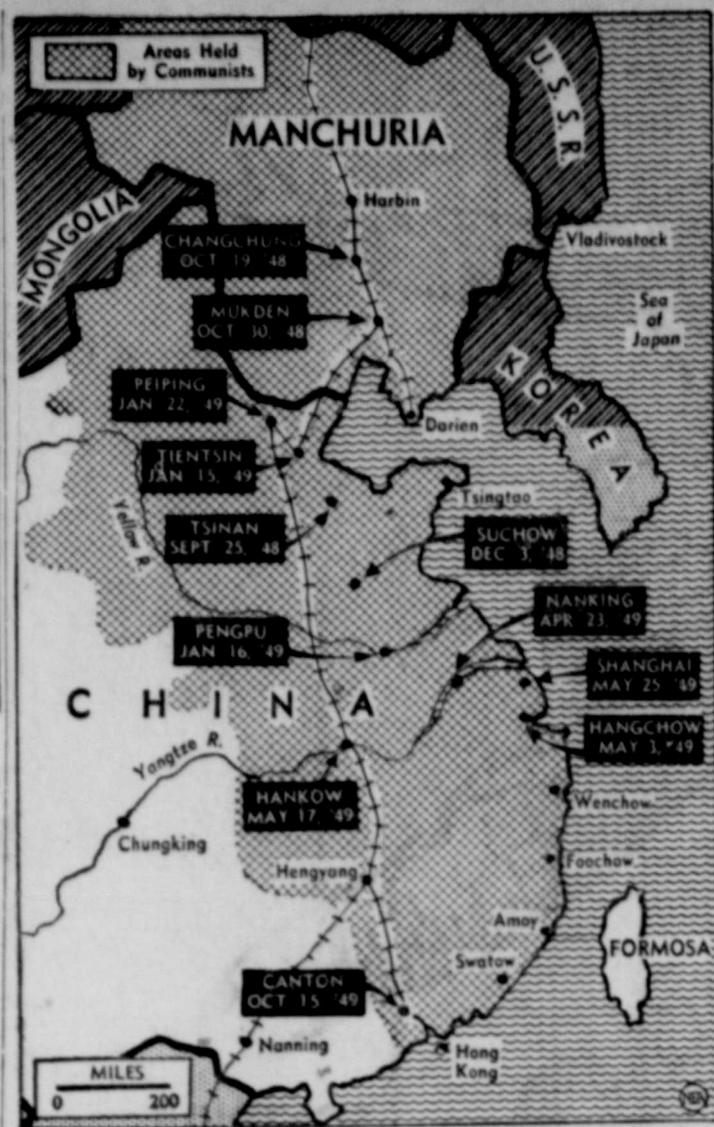 Areas Held
by Communists
U.S.S.R.
MANCHURIA
MONGOLIA
Harbin
CHANGCHUNG
OCT. 19, '48
Vladivostock
MUKDEN
OCT. 30, '48
Sea
of
Japan
KOREA
PEIPING
JAN. 22, '49
Darien
TIENTSIN
JAN. 15, '49
Tsingtao
Yellow R.
TSINAN
SEPT. 25, '48
SUCHOW
DEC. 3, '48
NANKING
APR. 23, '49
PENGPU
JAN. 16, '49
SHANGHAI
MAY 25, '49
CHINA
HANGCHOW
MAY 3, '49
Yangtze R.
HANKOW
MAY 17, '49
Wenchow
Chungking
Foochow
Hengyang
Amoy
FORMOSA
Swatow
CANTON
OCT. 15, '49
Nanning
Hong
Kong
MILES
0 200
NEA